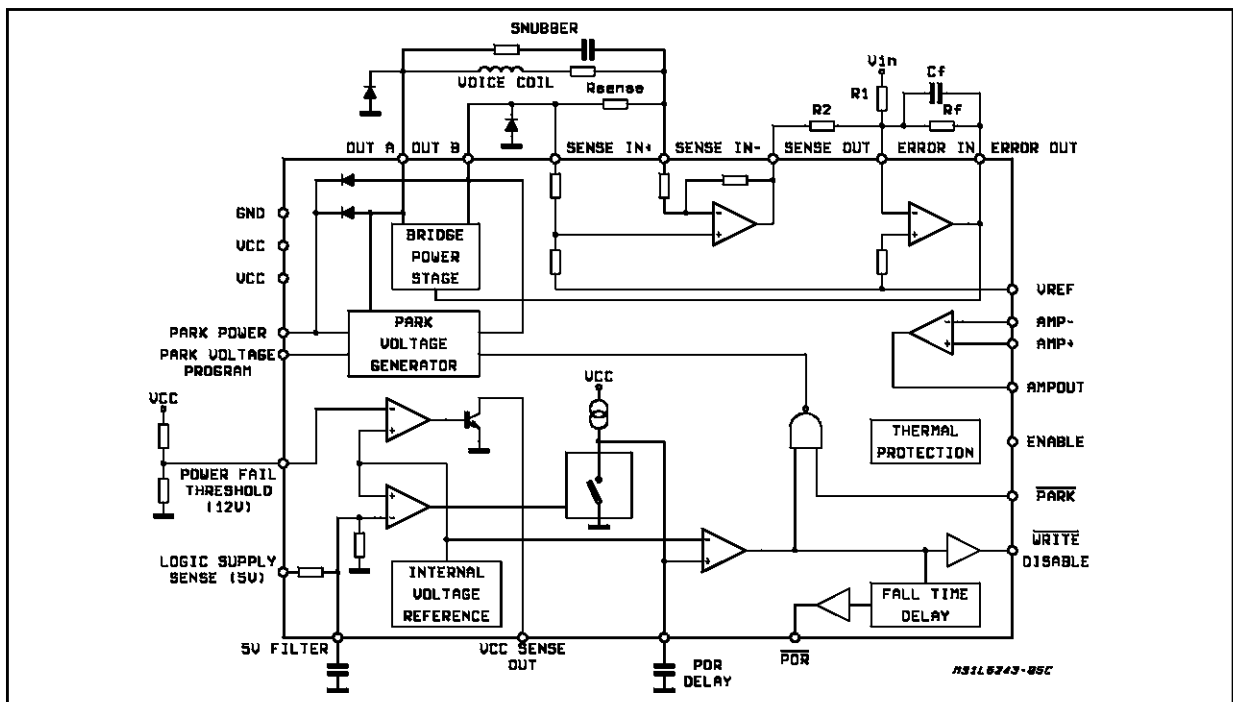 SNUBBER
VOICE COIL
Rsense
Vin
Cf
R1
R2
Rf
OUT A
OUT B
SENSE IN+
SENSE IN-
SENSE OUT
ERROR IN
ERROR OUT
GND
VCC
VCC
BRIDGE
POWER
STAGE
VREF
PARK POWER
PARK VOLTAGE
PROGRAM
PARK
VOLTAGE
GENERATOR
AMP-
AMP+
AMPOUT
VCC
VCC
THERMAL
PROTECTION
ENABLE
POWER FAIL
THRESHOLD
(12V)
PARK
WRITE
DISABLE
LOGIC SUPPLY
SENSE (5V)
INTERNAL
VOLTAGE
REFERENCE
FALL TIME
DELAY
5V FILTER
VCC SENSE
OUT
POR
DELAY
POR
M91L6243-05C